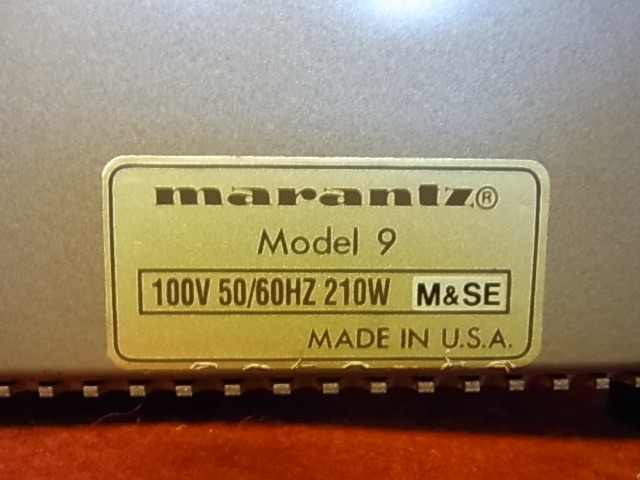 marantz®
Model 9
100V 50/60HZ 210W M&SE
MADE IN U.S.A.